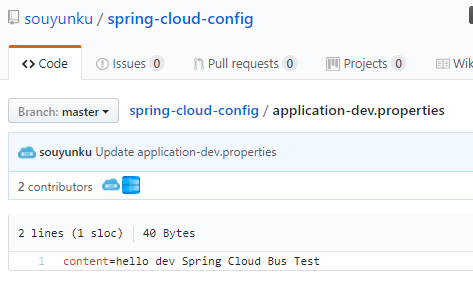 souyunku / spring-cloud-config
Code Issues 0 Pull requests 0 Projects 0 Wik
Branch: master spring-cloud-config / application-dev.properties
souyunku Update application-dev.properties
2 contributors
2 lines (1 sloc) 40 Bytes
1 content=hello dev Spring Cloud Bus Test